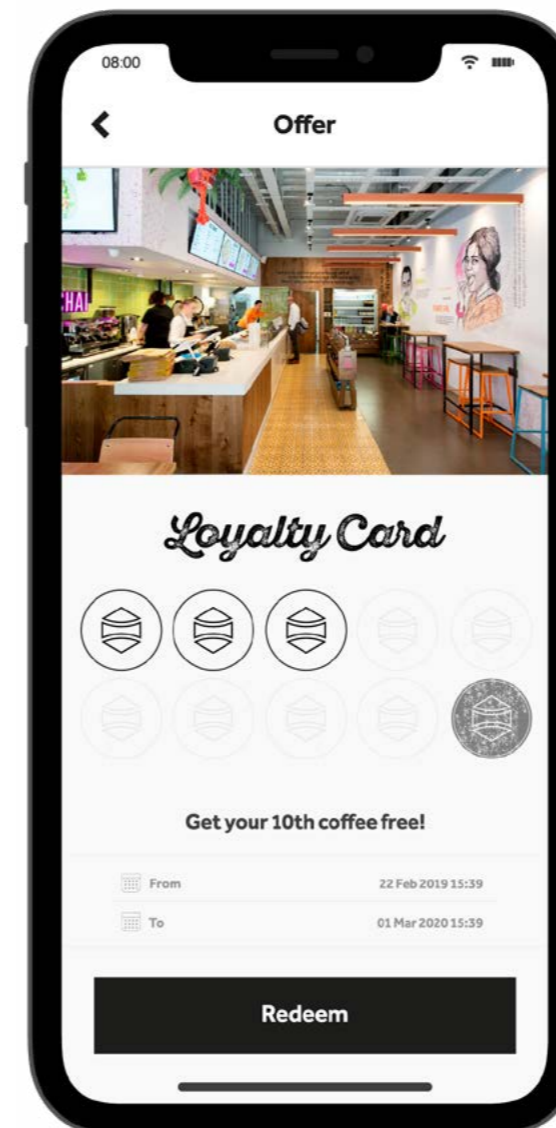 08:00
Offer
CHAI
Loyalty Card
Get your 10th coffee free!
From 22 Feb 2019 15:39
To 01 Mar 2020 15:39
Redeem